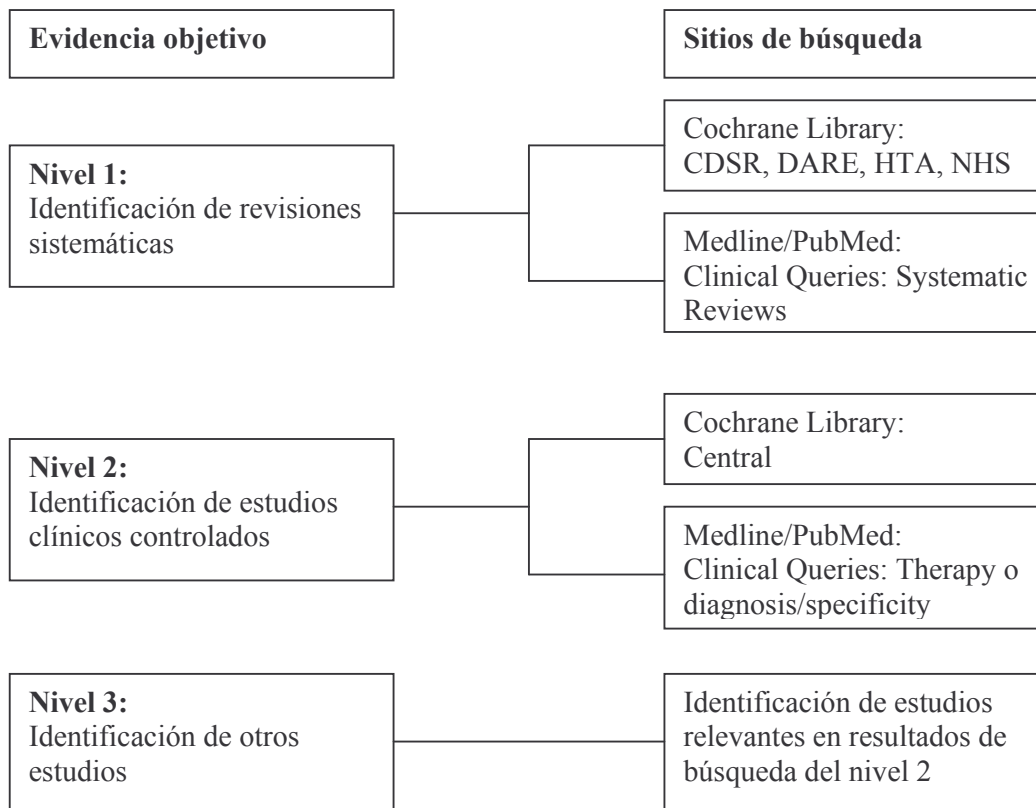 Evidencia objetivo
Sitios de búsqueda
Nivel 1:
Identificación de revisiones
sistemáticas
Cochrane Library:
CDSR, DARE, HTA, NHS
Medline/PubMed:
Clinical Queries: Systematic
Reviews
Nivel 2:
Identificación de estudios
clínicos controlados
Cochrane Library:
Central
Medline/PubMed:
Clinical Queries: Therapy o
diagnosis/specificity
Nivel 3:
Identificación de otros
estudios
Identificación de estudios
relevantes en resultados de
búsqueda del nivel 2